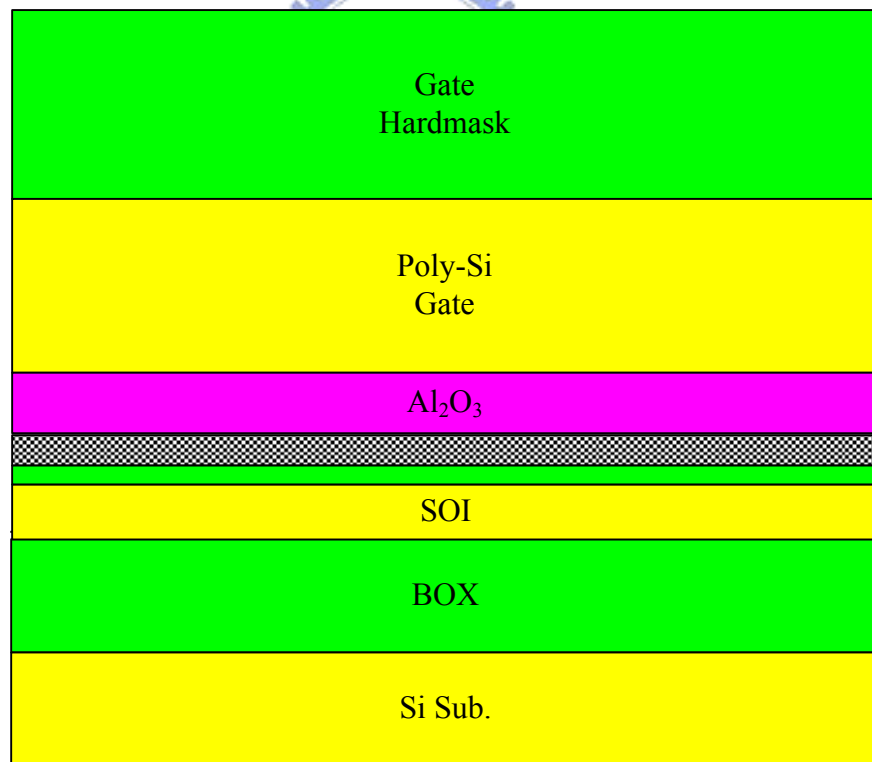 Gate
Hardmask
Poly-Si
Gate
Al₂O₃
SOI
BOX
Si Sub.